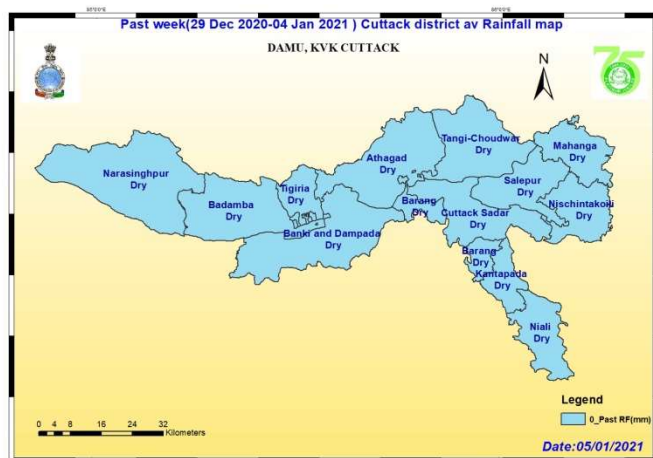 Past week(29 Dec 2020-04 Jan 2021 ) Cuttack district av Rainfall map
DAMU, KVK CUTTACK
N
75
Tangi-Choudwar
Dry
Mahanga
Dry
Athagad
Dry
Narasinghpur
Dry
Salepur
Dry
Tigiria
Dry
Badamba
Dry
Barang
Dry
Nischintakoili
Dry
Cuttack Sadar
Dry
Banki and Dampada
Dry
Barang
Dry
Kantapada
Dry
Niali
Dry
Legend
0_Past RF(mm)
0 4 8 16 24 32
Kilometers
Date:05/01/2021